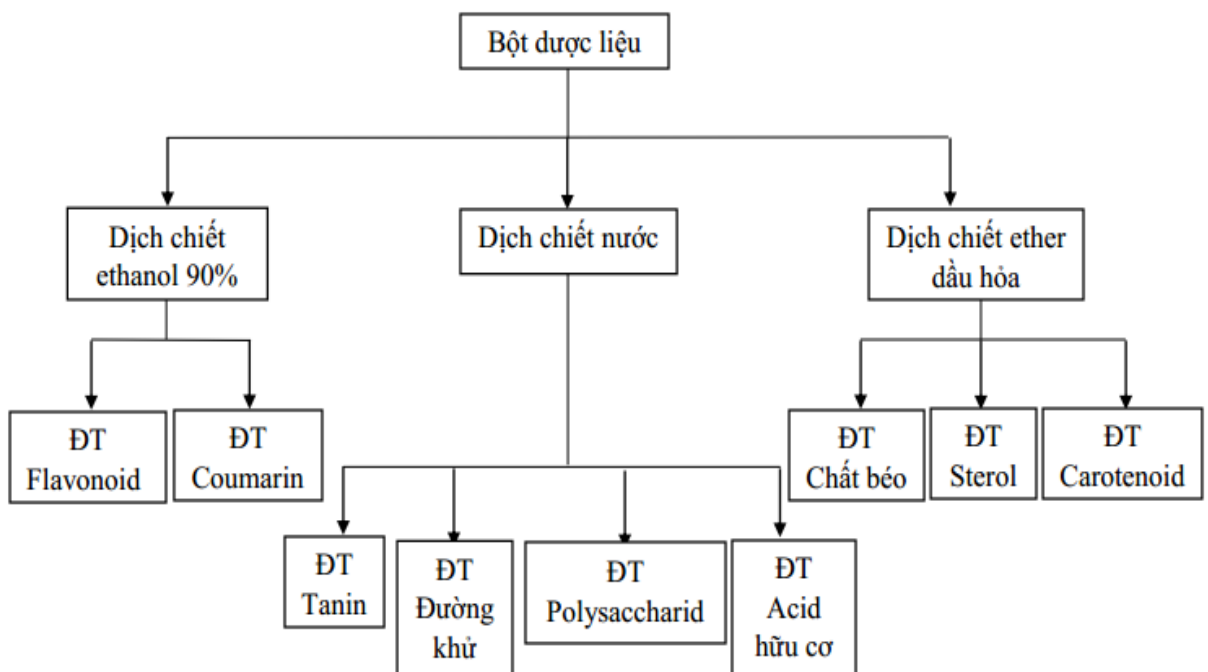 Bột dược liệu
Dịch chiết
ethanol 90%
Dịch chiết nước
Dịch chiết ether
dầu hỏa
ĐT
Flavonoid
ĐT
Coumarin
ĐT
Chất béo
ĐT
Sterol
ĐT
Carotenoid
ĐT
Tanin
ĐT
Đường
khử
ĐT
Polysaccharid
ĐT
Acid
hữu cơ